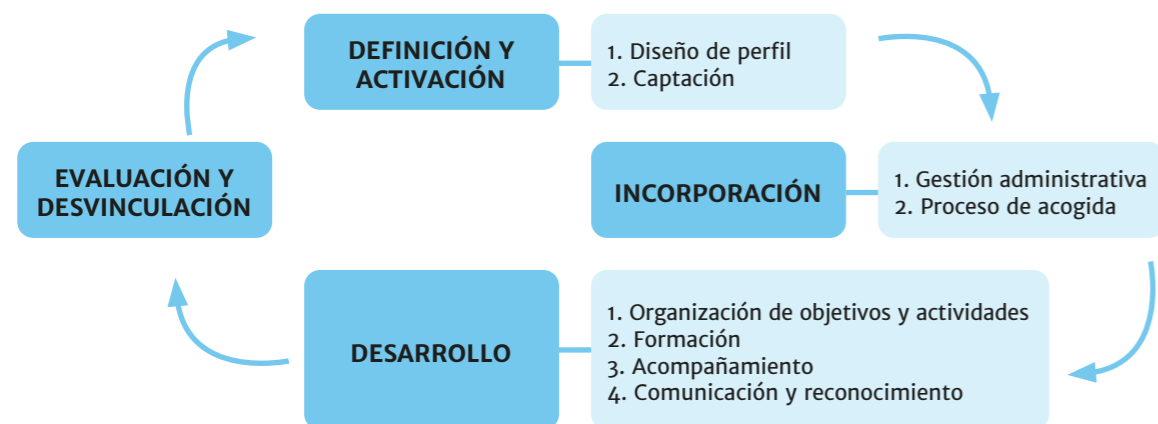 DEFINICIÓN Y
ACTIVACIÓN
1. Diseño de perfil
2. Captación
EVALUACIÓN Y
DESVINCULACIÓN
INCORPORACIÓN
1. Gestión administrativa
2. Proceso de acogida
DESARROLLO
1. Organización de objetivos y actividades
2. Formación
3. Acompañamiento
4. Comunicación y reconocimiento